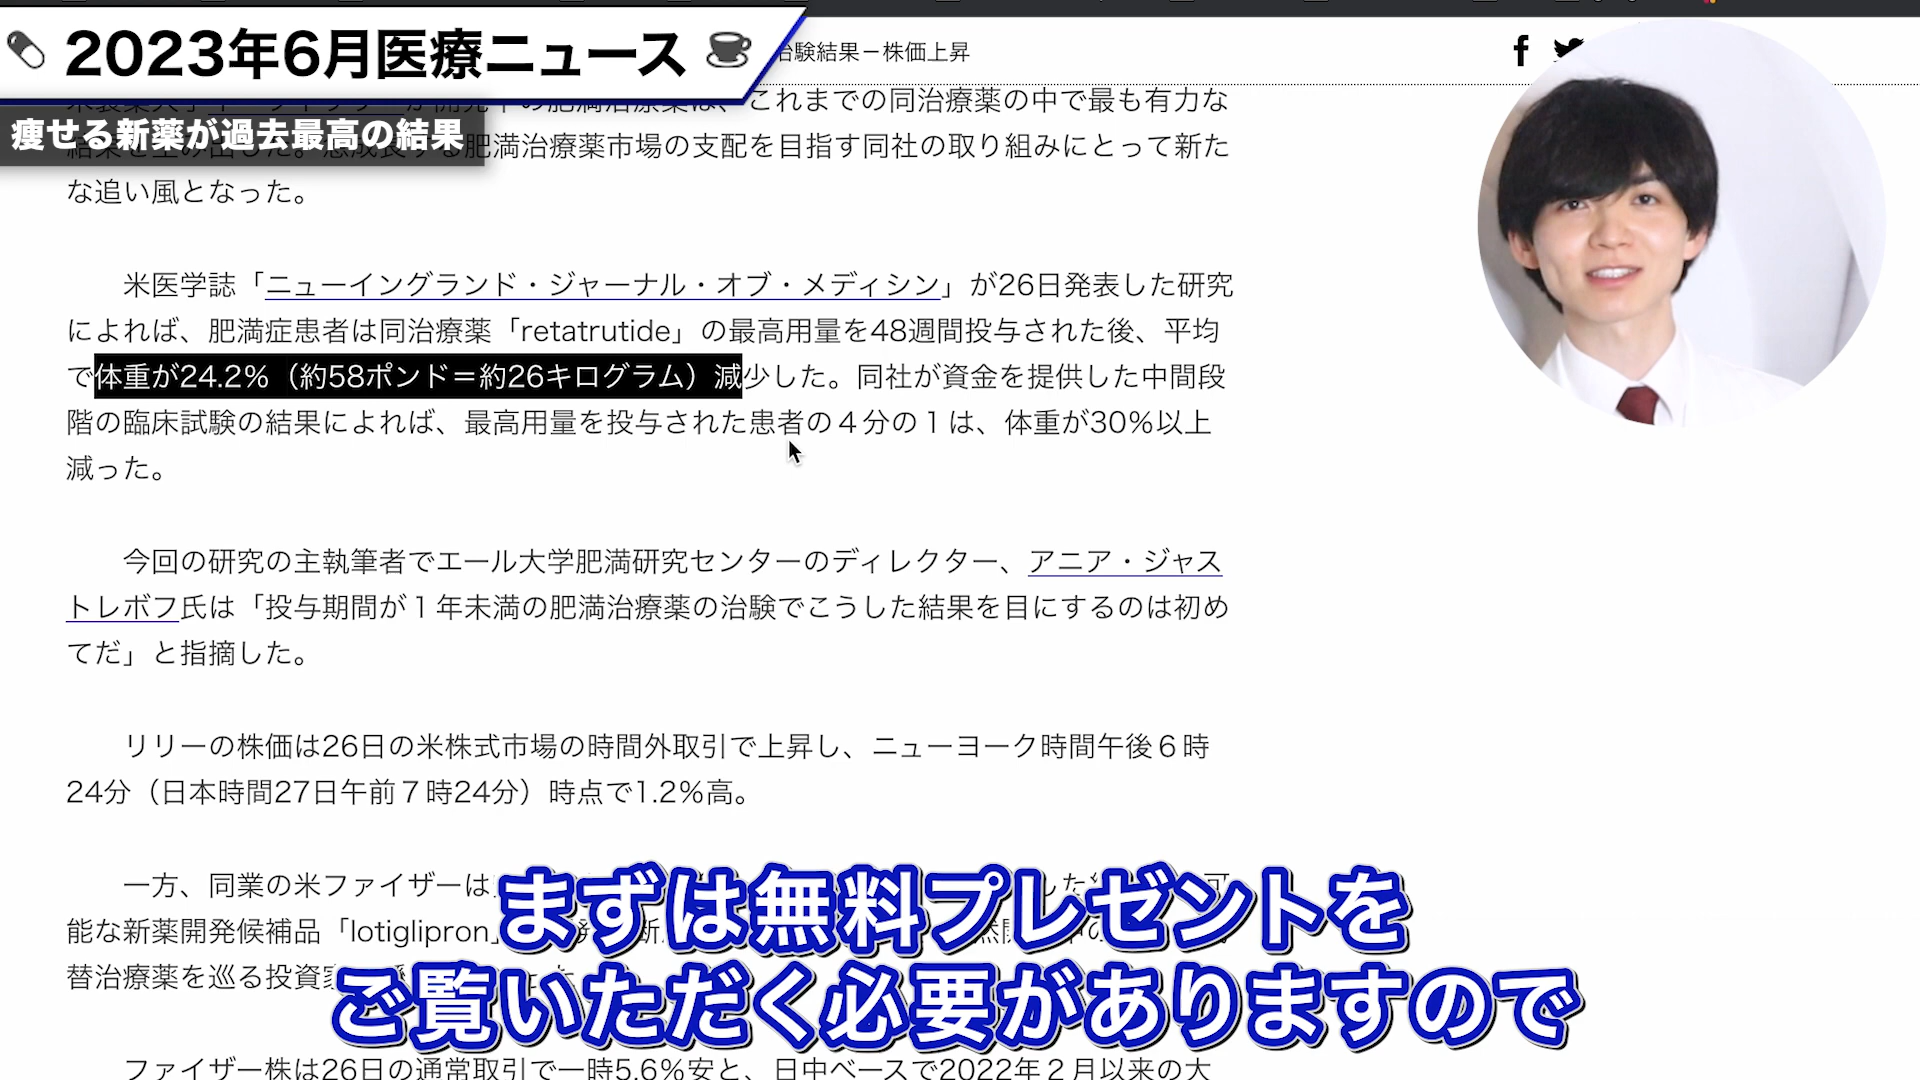 2023年6月医療ニュース
治験結果－株価上昇
痩せる新薬が過去最高の結果
これまでの同治療薬の中で最も有力な
肥満治療薬市場の支配を目指す同社の取り組みにとって新た
な追い風となった。
米医学誌「ニューイングランド・ジャーナル・オブ・メディシン」が26日発表した研究
によれば、肥満症患者は同治療薬「retatrutide」の最高用量を48週間投与された後、平均
で体重が24.2％（約58ポンド＝約26キログラム）減少した。同社が資金を提供した中間段
階の臨床試験の結果によれば、最高用量を投与された患者の４分の１は、体重が30％以上
減った。
今回の研究の主執筆者でエール大学肥満研究センターのディレクター、アニア・ジャス
トレボフ氏は「投与期間が１年未満の肥満治療薬の治験でこうした結果を目にするのは初め
てだ」と指摘した。
リリーの株価は26日の米株式市場の時間外取引で上昇し、ニューヨーク時間午後６時
24分（日本時間27日午前７時24分）時点で1.2％高。
一方、同業の米ファイザーは
能な新薬開発候補品「lotiglipron」
替治療薬を巡る投資
まずは無料プレゼントを
ご覧いただく必要がありますので
ファイザー株は26日の通常取引で一時5.6％安と、日中ベースで2022年２月以来の大